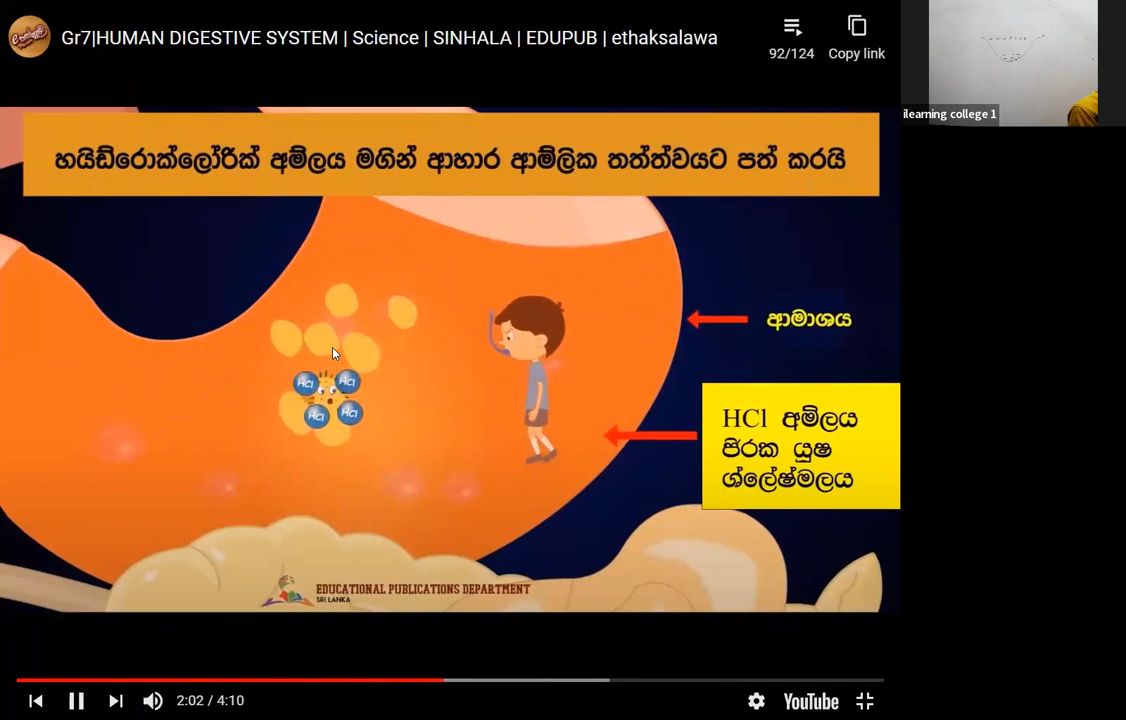 Gr7|HUMAN DIGESTIVE SYSTEM | Science | SINHALA | EDUPUB | ethaksalawa
92/124
Copy link
ilearning college 1
හයිඩ්රොක්ලෝරික් අම්ලය මගින් ආහාර ආම්ලික තත්ත්වයට පත් කරයි
ආමාශය
HCl අම්ලය
ජීරක යුෂ
ශ්ලේෂ්මලය
HCl HCl
HCl HCl
EDUCATIONAL PUBLICATIONS DEPARTMENT
SRI LANKA
2:02 / 4:10
YouTube